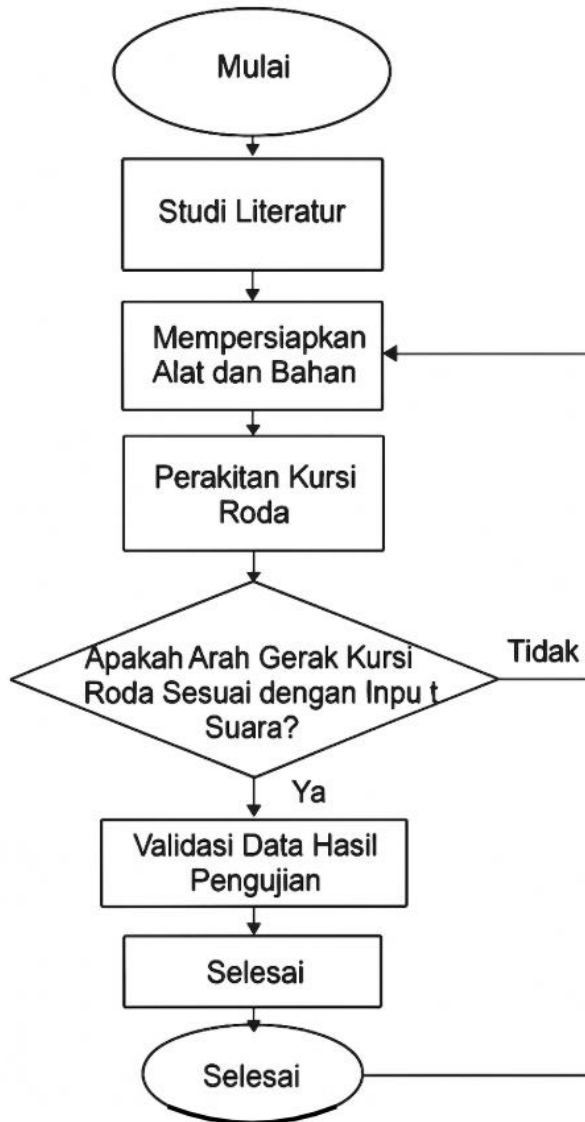 Mulai
Studi Literatur
Mempersiapkan
Alat dan Bahan
Perakitan Kursi
Roda
Apakah Arah Gerak Kursi
Roda Sesuai dengan Inpu t
Suara?
Tidak
Ya
Validasi Data Hasil
Pengujian
Selesai
Selesai